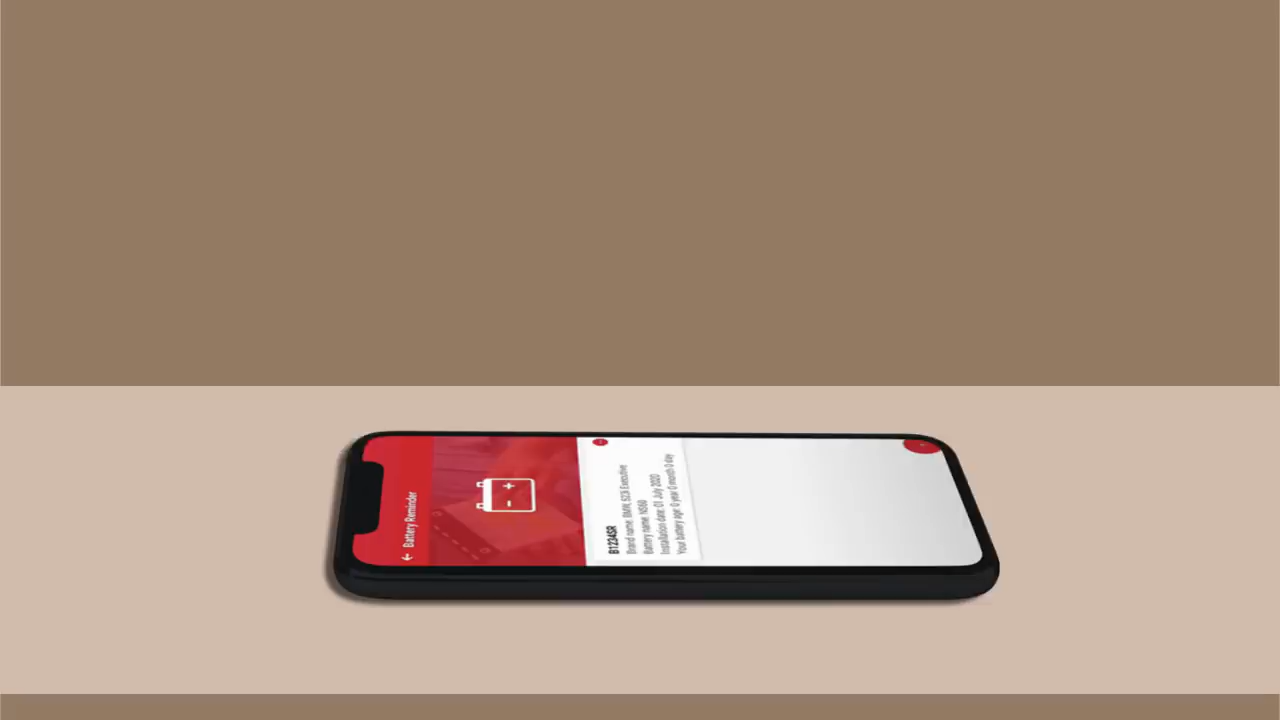 Battery Reminder
B1234SR
Brand name: BMW, 523i Executive
Battery name: NS60
Installation date: 01 July 2020
Your battery age: 0 year 0 month 0 day